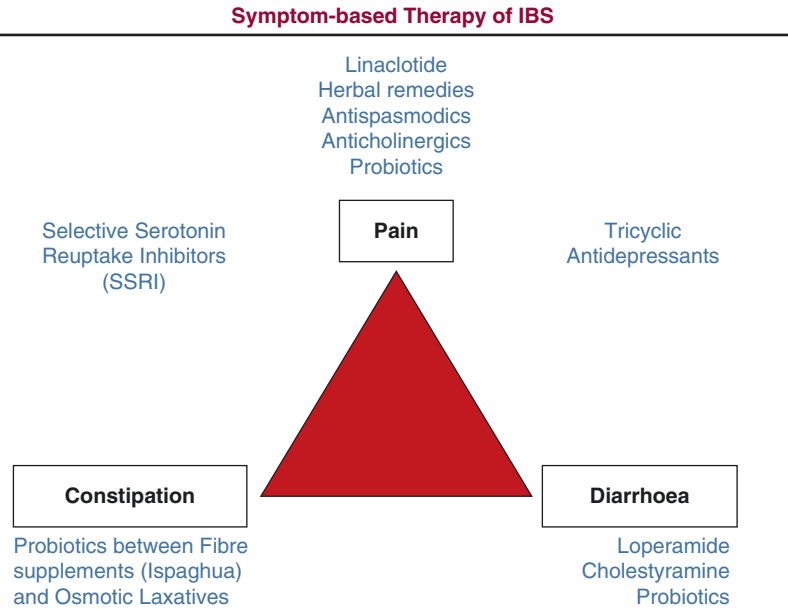 Symptom-based Therapy of IBS
Linaclotide
Herbal remedies
Antispasmodics
Anticholinergics
Probiotics
Selective Serotonin
Reuptake Inhibitors
(SSRI)
Pain
Tricyclic
Antidepressants
Constipation
Diarrhoea
Probiotics between Fibre
supplements (Ispaghua)
and Osmotic Laxatives
Loperamide
Cholestyramine
Probiotics